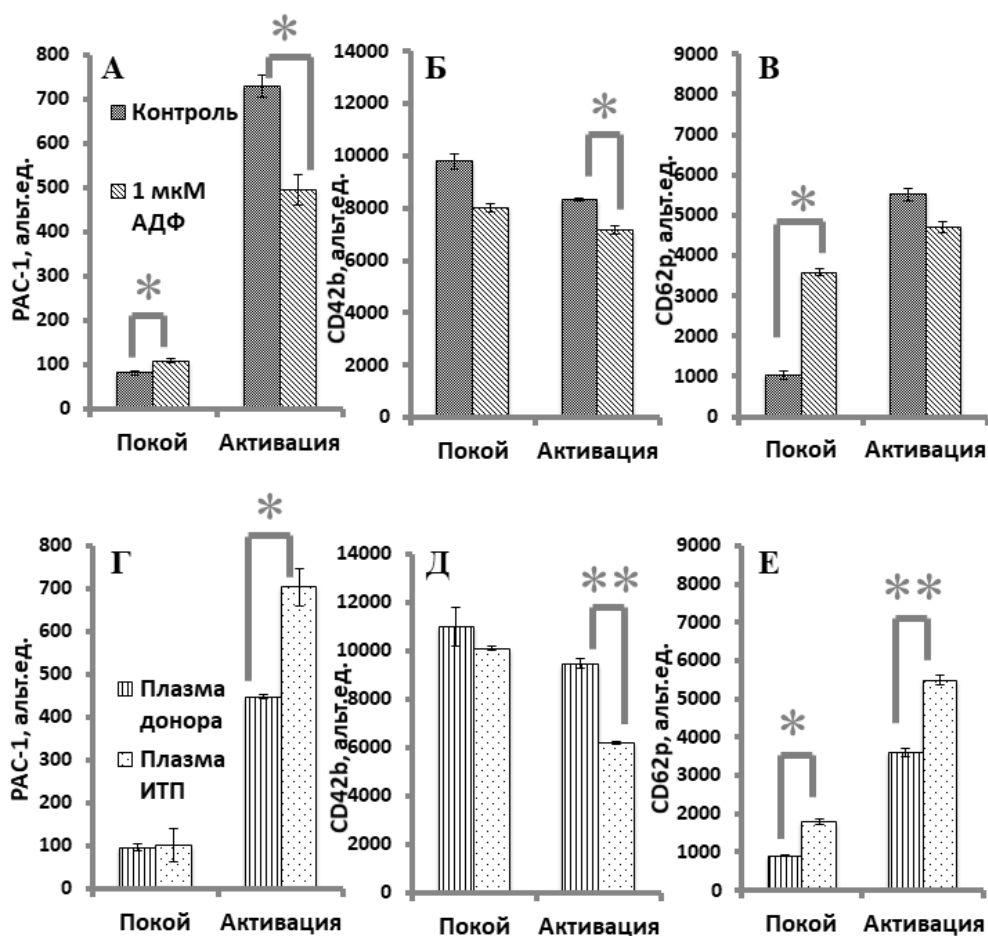 А
PAC-1, альт.ед.
800
700
600
500
400
300
200
100
0
Контроль
1 мкМ
АДФ
*
*
Покой
Активация
Б
CD42b, альт.ед.
14000
12000
10000
8000
6000
4000
2000
0
*
Покой
Активация
В
CD62p, альт.ед.
9000
8000
7000
6000
5000
4000
3000
2000
1000
0
*
Покой
Активация
Г
PAC-1, альт.ед.
800
700
600
500
400
300
200
100
0
Плазма
донора
Плазма
ИТП
*
Покой
Активация
Д
CD42b, альт.ед.
14000
12000
10000
8000
6000
4000
2000
0
**
Покой
Активация
Е
CD62p, альт.ед.
9000
8000
7000
6000
5000
4000
3000
2000
1000
0
*
**
Покой
Активация